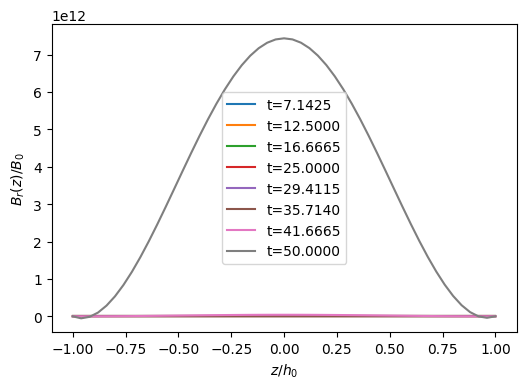 1e12
7
6
5
4
3
2
1
0
B_r(z)/B_0
t=7.1425
t=12.5000
t=16.6665
t=25.0000
t=29.4115
t=35.7140
t=41.6665
t=50.0000
−1.00 −0.75 −0.50 −0.25 0.00 0.25 0.50 0.75 1.00
z/h_0